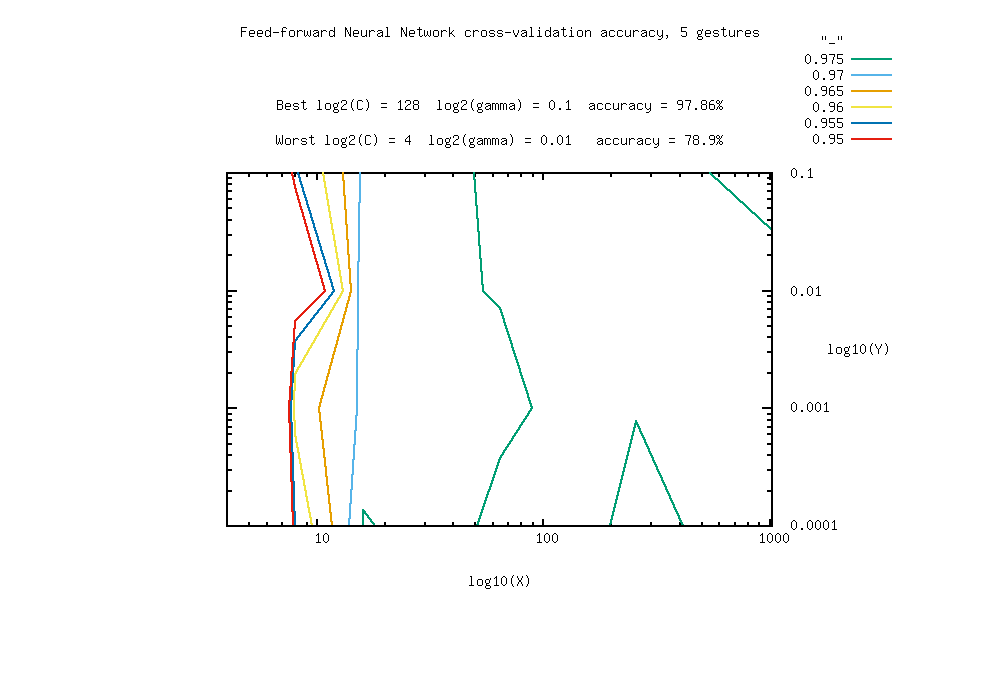 Feed-forward Neural Network cross-validation accuracy, 5 gestures
"_"
0.975
0.97
0.965
0.96
0.955
0.95
Best log2(C) = 128  log2(gamma) = 0.1  accuracy = 97.86%
Worst log2(C) = 4  log2(gamma) = 0.01   accuracy = 78.9%
0.1
0.01
log10(Y)
0.001
0.0001
10
100
1000
log10(X)